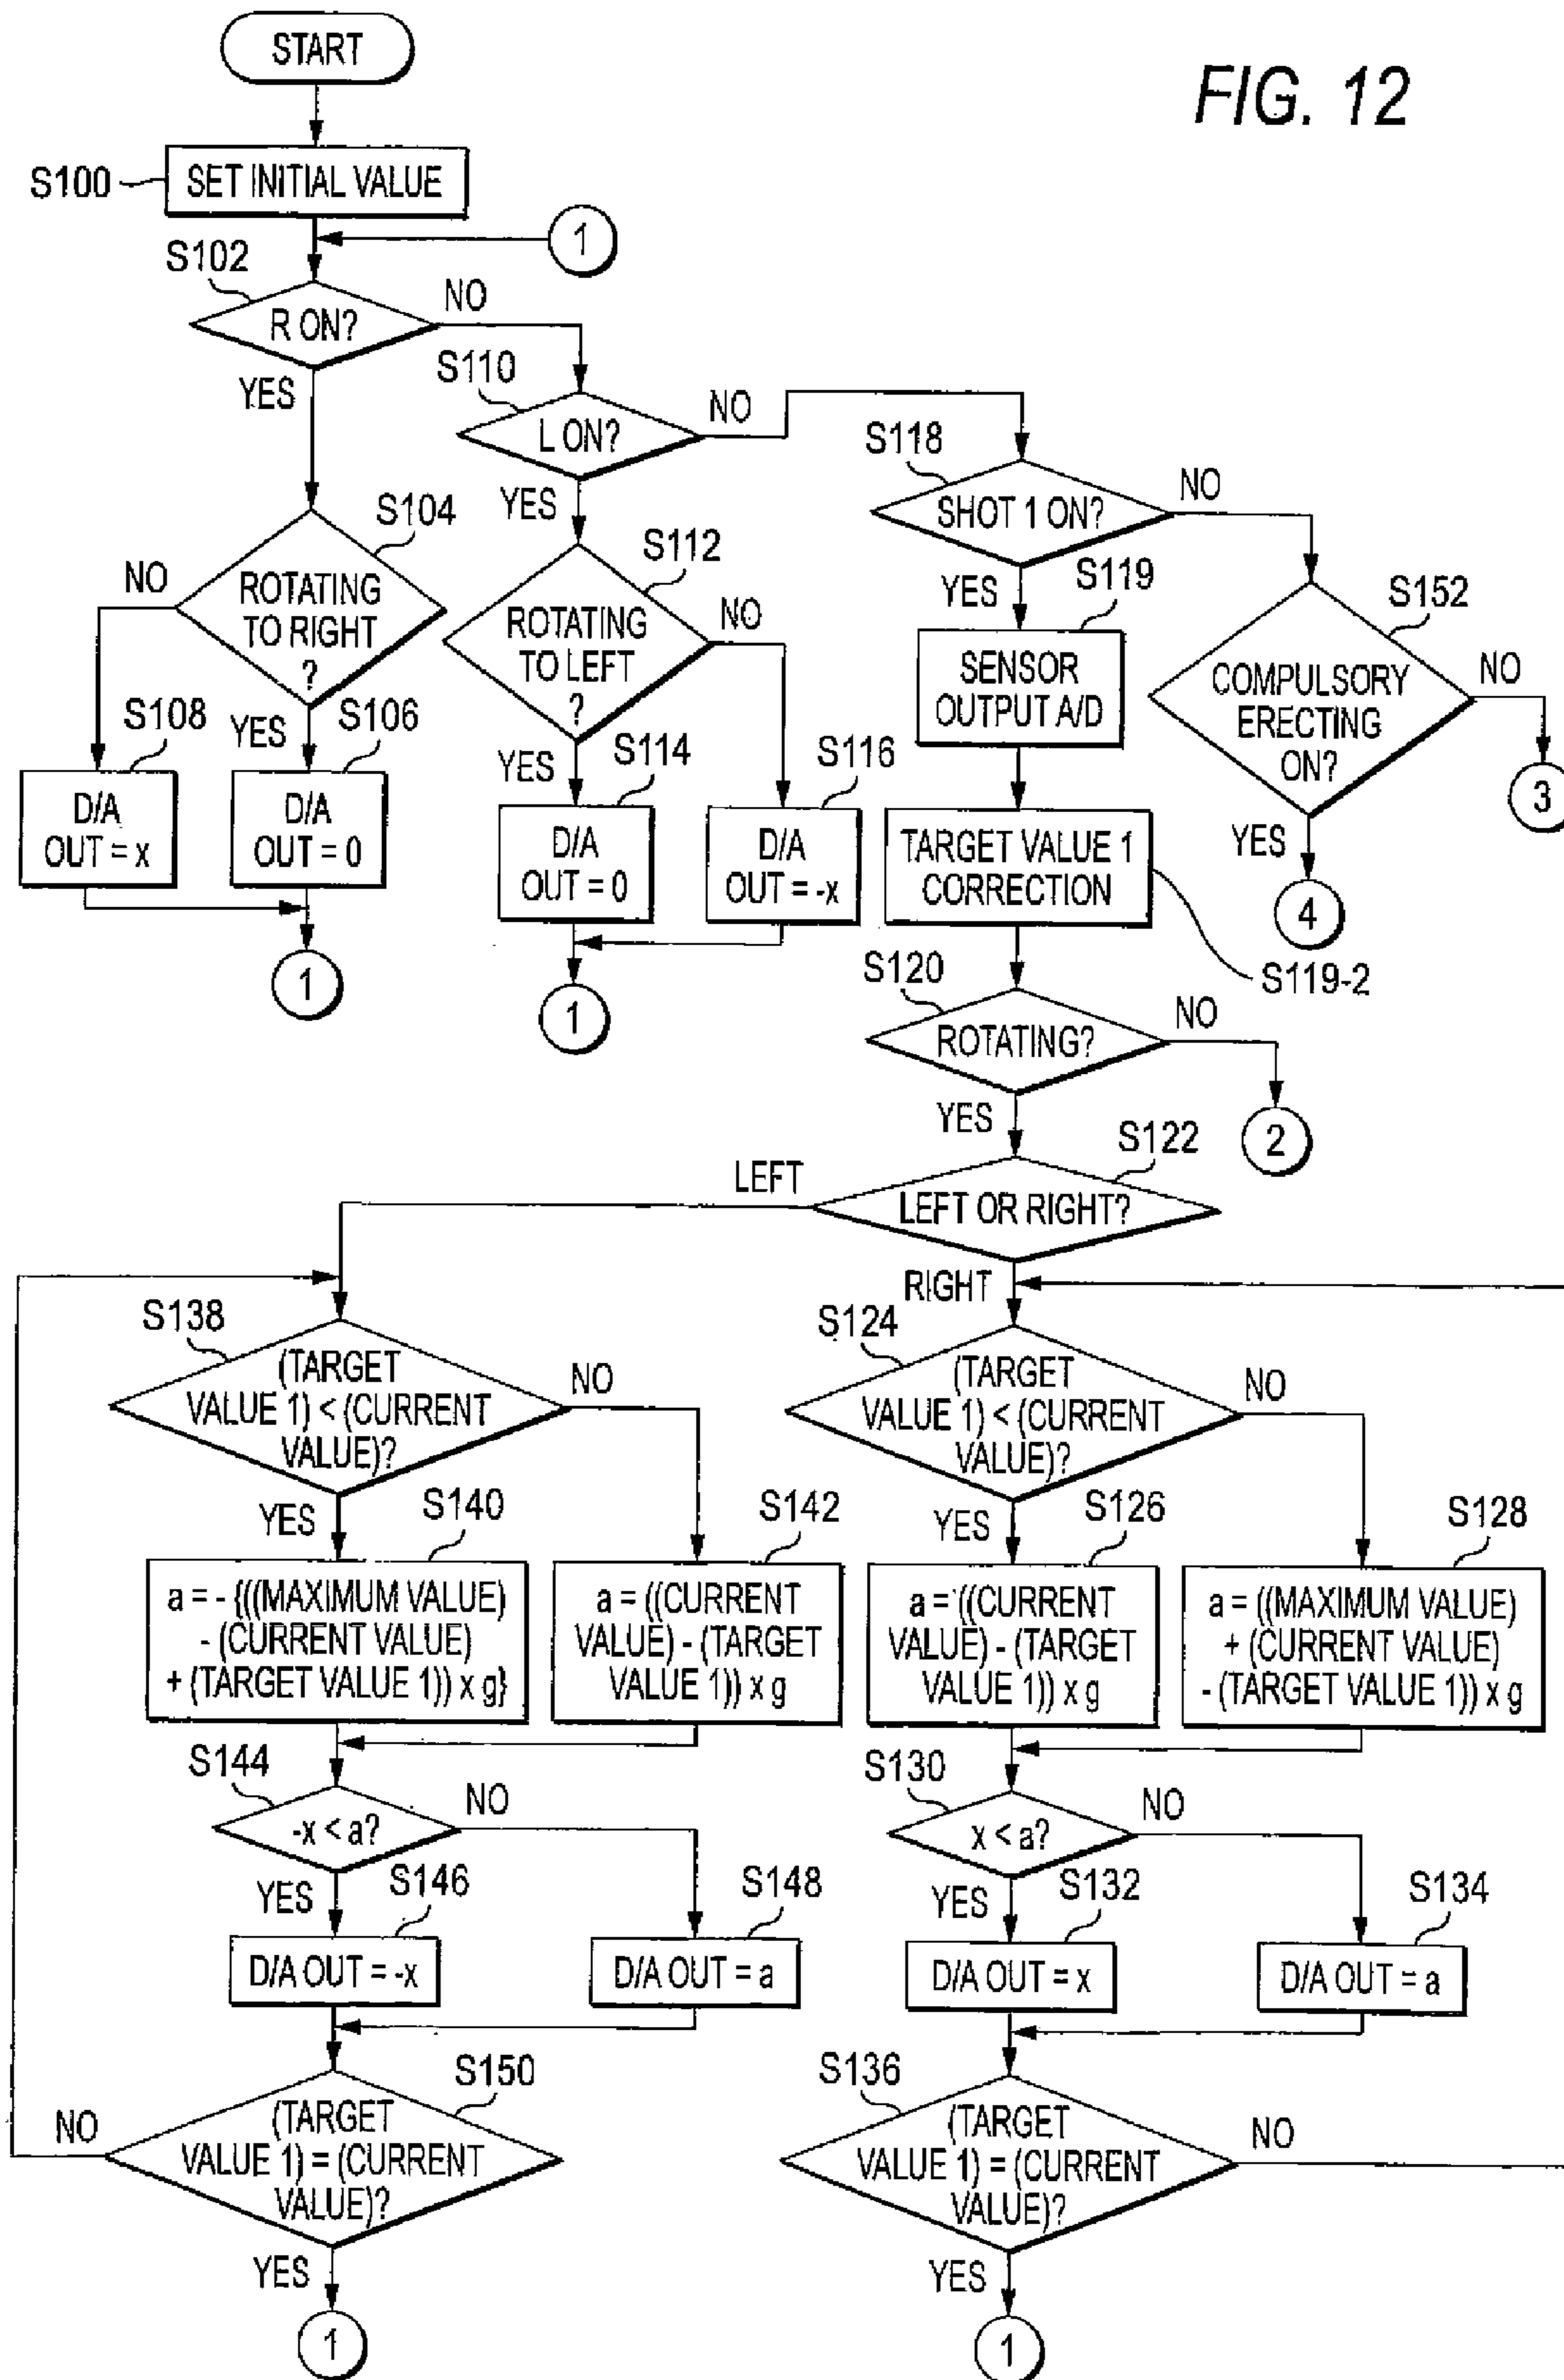 FIG. 12
START
S100
SET INITIAL VALUE
1
S102
R ON?
NO
YES
S110
L ON?
NO
YES
S118
SHOT 1 ON?
NO
YES
S104
ROTATING
TO RIGHT
?
NO
YES
S108
D/A
OUT = x
S106
D/A
OUT = 0
1
S112
ROTATING
TO LEFT
?
NO
YES
S114
D/A
OUT = 0
S116
D/A
OUT = -x
1
S119
SENSOR
OUTPUT A/D
S152
COMPULSORY
ERECTING
ON?
NO
3
YES
4
TARGET VALUE 1
CORRECTION
S119-2
S120
ROTATING?
NO
2
YES
S122
LEFT OR RIGHT?
LEFT
RIGHT
S138
(TARGET
VALUE 1) < (CURRENT
VALUE)?
NO
YES
S140
a = - {((MAXIMUM VALUE)
- (CURRENT VALUE)
+ (TARGET VALUE 1)) x g}
S142
a = ((CURRENT
VALUE) - (TARGET
VALUE 1)) x g
S144
-x < a?
NO
YES
S146
D/A OUT = -x
S148
D/A OUT = a
S150
(TARGET
VALUE 1) = (CURRENT
VALUE)?
NO
YES
1
S124
(TARGET
VALUE 1) < (CURRENT
VALUE)?
NO
YES
S126
a = ((CURRENT
VALUE) - (TARGET
VALUE 1)) x g
S128
a = ((MAXIMUM VALUE)
+ (CURRENT VALUE)
- (TARGET VALUE 1)) x g
S130
x < a?
NO
YES
S132
D/A OUT = x
S134
D/A OUT = a
S136
(TARGET
VALUE 1) = (CURRENT
VALUE)?
NO
YES
1